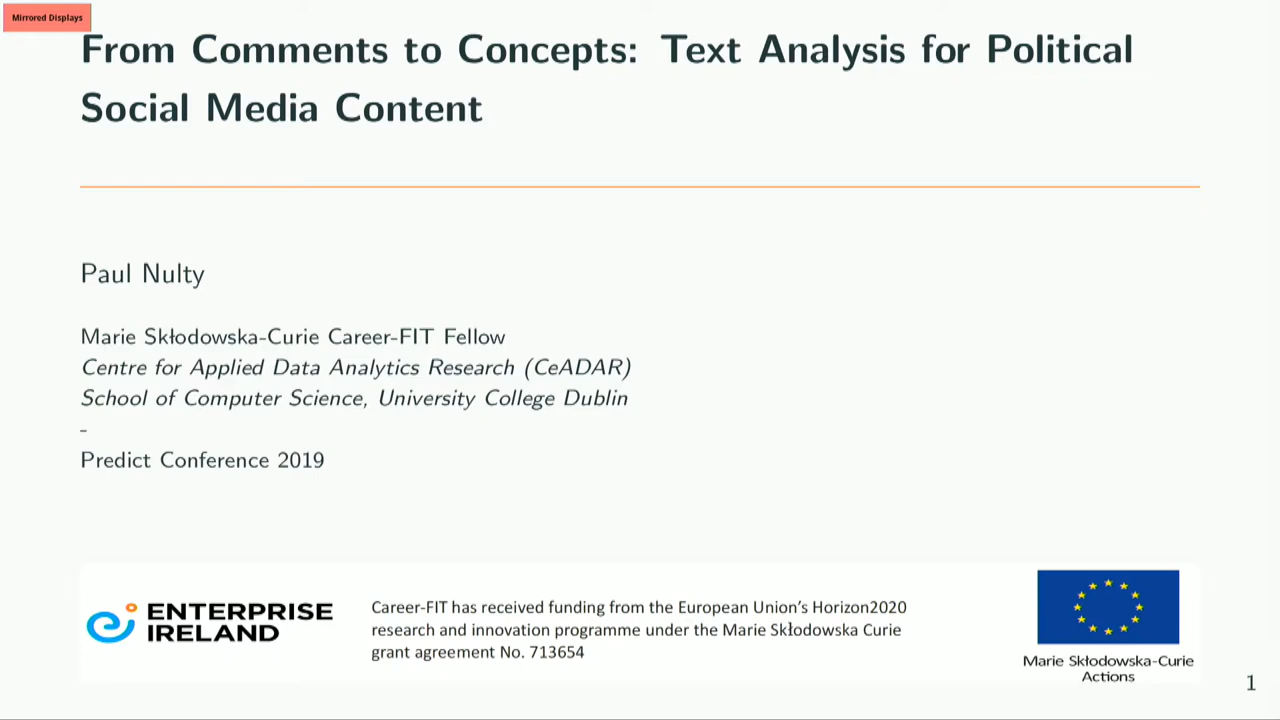 Mirrored Displays
From Comments to Concepts: Text Analysis for Political
Social Media Content
Paul Nulty
Marie Skłodowska-Curie Career-FIT Fellow
Centre for Applied Data Analytics Research (CeADAR)
School of Computer Science, University College Dublin
-
Predict Conference 2019
ENTERPRISE
IRELAND
Career-FIT has received funding from the European Union's Horizon2020
research and innovation programme under the Marie Skłodowska Curie
grant agreement No. 713654
Marie Skłodowska-Curie
Actions
1